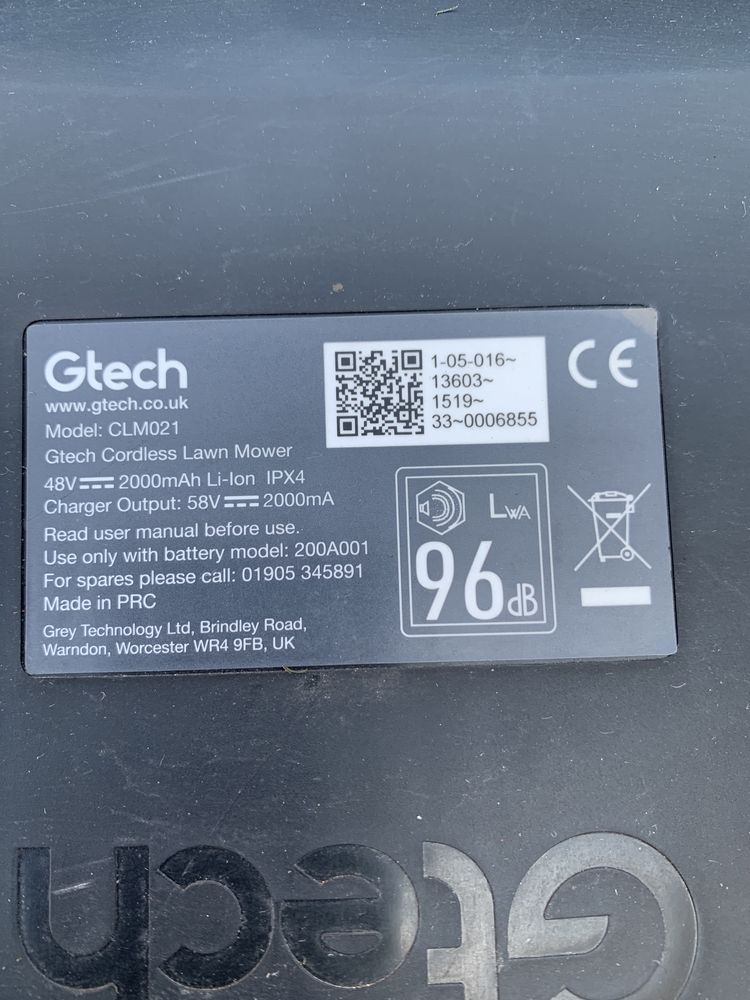 Gtech
www.gtech.co.uk
Model: CLM021
Gtech Cordless Lawn Mower
48V⎓2000mAh Li-Ion IPX4
Charger Output: 58V⎓2000mA
Read user manual before use.
Use only with battery model: 200A001
For spares please call: 01905 345891
Made in PRC
Grey Technology Ltd, Brindley Road,
Warndon, Worcester WR4 9FB, UK
1-05-016~
13603~
1519~
33~0006855
CE
LWA
96dB
Gtech